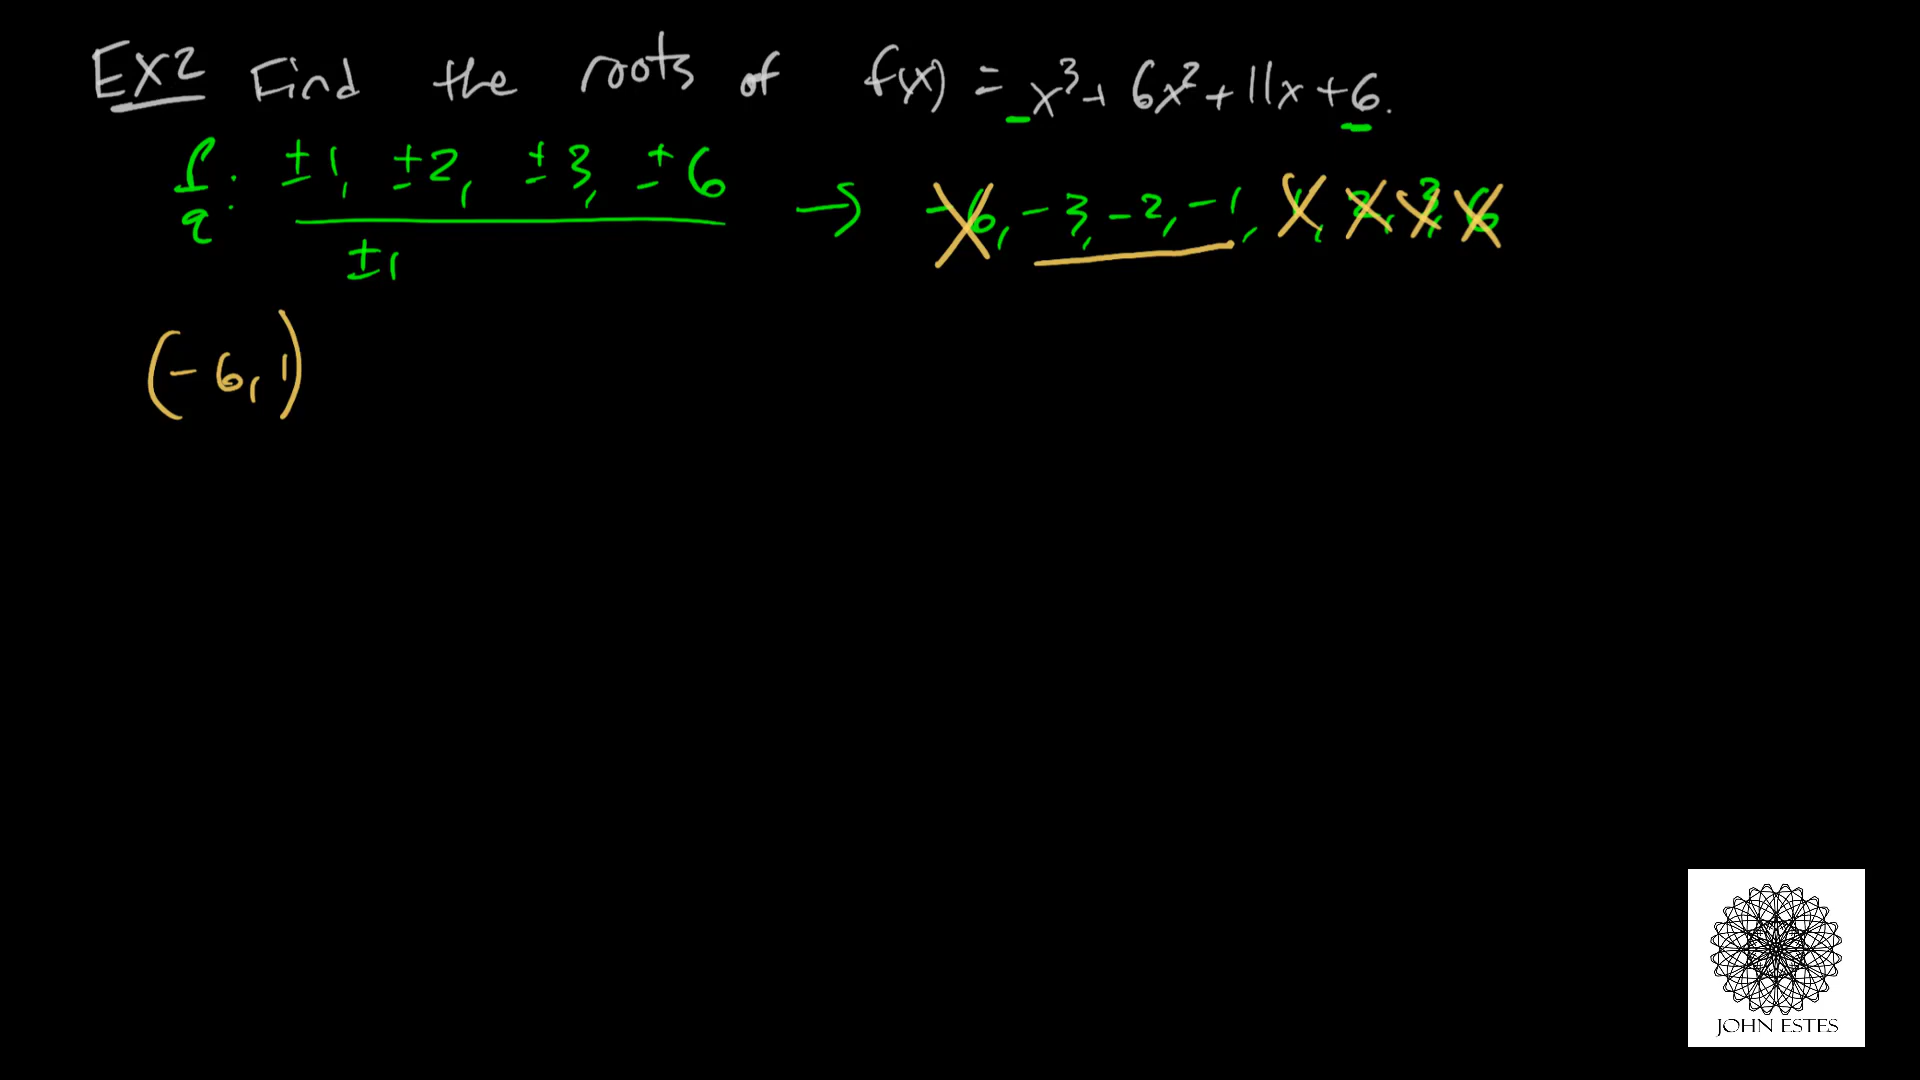 Ex2 Find the roots of f(x) = x³ + 6x² + 11x + 6.
p/q: ±1, ±2, ±3, ±6 / ±1 → -6, -3, -2, -1, 1, 2, 3, 6
(-6, 1)
JOHN ESTES